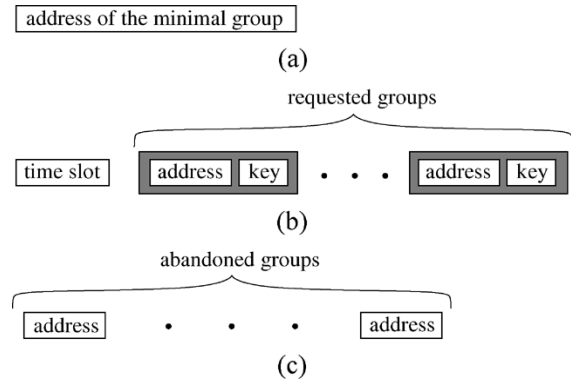 address of the minimal group
(a)
requested groups
time slot address key . . . address key
(b)
abandoned groups
address . . . address
(c)